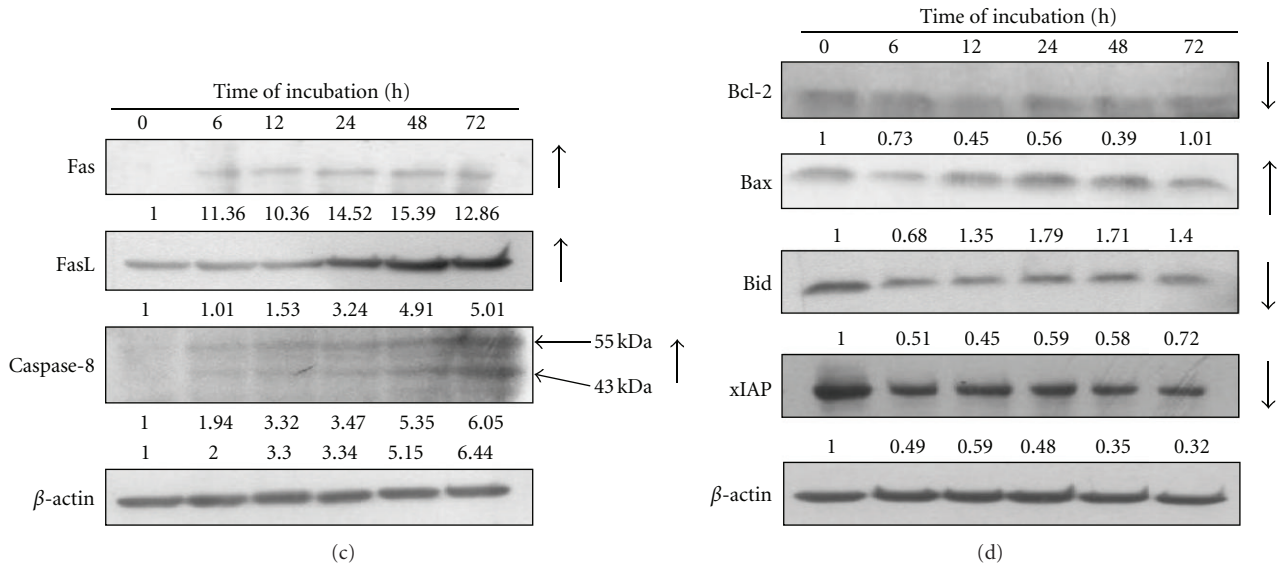 Time of incubation (h)
0 6 12 24 48 72
Fas
1 11.36 10.36 14.52 15.39 12.86
FasL
1 1.01 1.53 3.24 4.91 5.01
Caspase-8
55 kDa
43 kDa
1 1.94 3.32 3.47 5.35 6.05
1 2 3.3 3.34 5.15 6.44
β-actin
(c)
Time of incubation (h)
0 6 12 24 48 72
Bcl-2
1 0.73 0.45 0.56 0.39 1.01
Bax
1 0.68 1.35 1.79 1.71 1.4
Bid
1 0.51 0.45 0.59 0.58 0.72
xIAP
1 0.49 0.59 0.48 0.35 0.32
β-actin
(d)